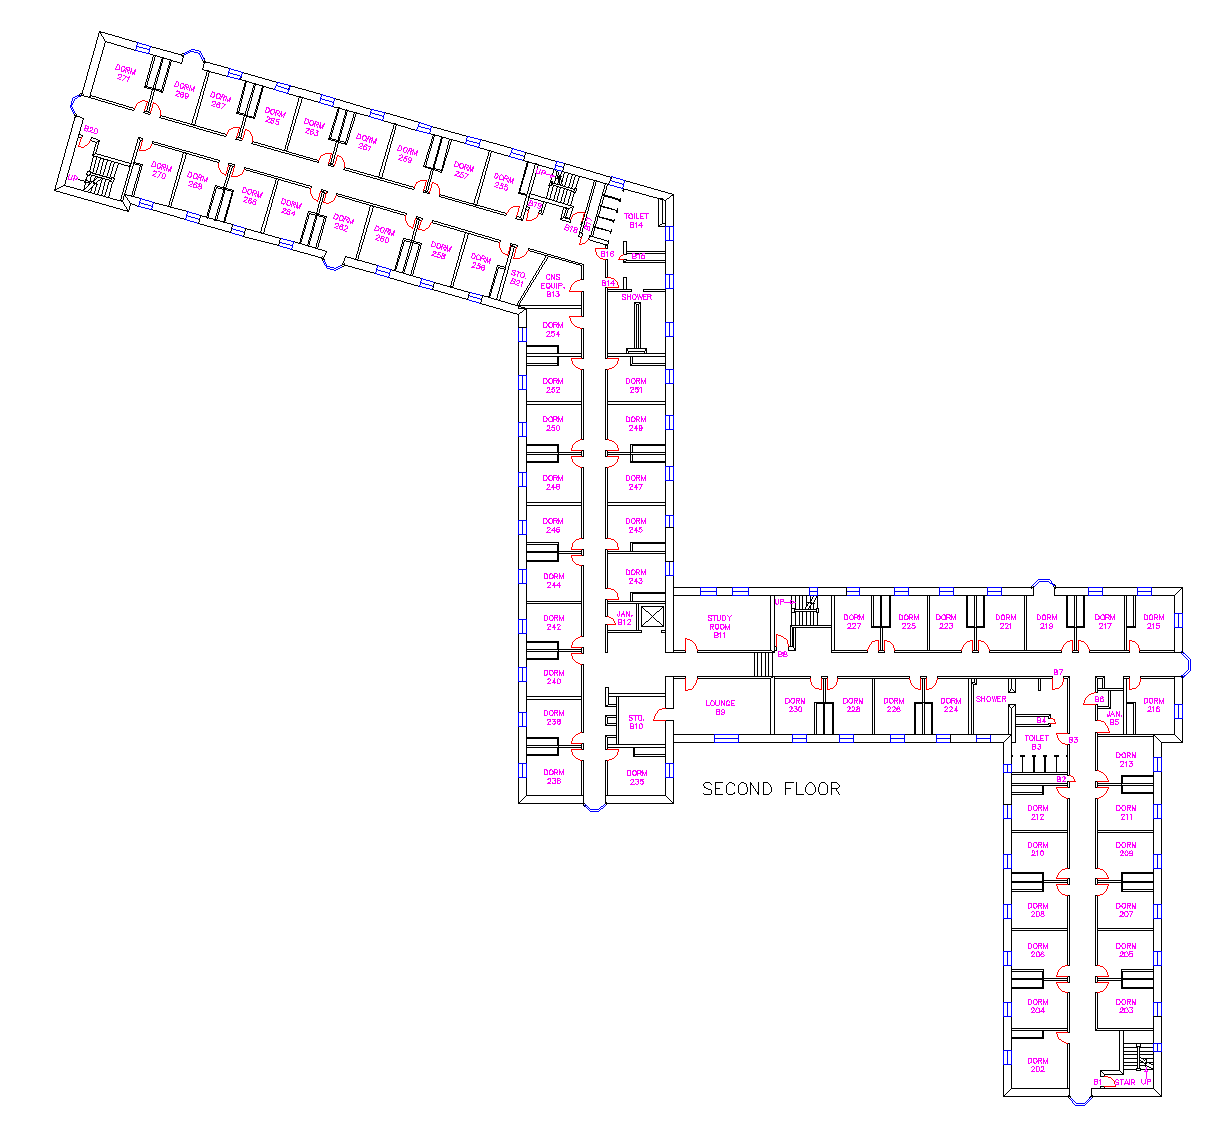 DORM
271
DORM
269
DORM
267
DORM
265
DORM
263
DORM
261
DORM
259
DORM
257
DORM
255
UP
B19
B18
B17
TOILET
B14
B20
UP
DORM
270
DORM
268
DORM
266
DORM
264
DORM
262
DORM
260
DORM
258
DORM
256
STO.
B21
CNS
EQUIP.
B13
B16
B15
B14
SHOWER
DORM
254
DORM
252
DORM
251
DORM
250
DORM
249
DORM
248
DORM
247
DORM
246
DORM
245
DORM
244
DORM
243
DORM
242
JAN.
B12
DORM
240
DORM
238
STO.
B10
DORM
236
DORM
235
STUDY
ROOM
B11
UP
B8
DORM
227
DORM
225
DORM
223
DORM
221
DORM
219
DORM
217
DORM
215
LOUNGE
B9
DORM
230
DORM
228
DORM
226
DORM
224
SHOWER
B7
B6
JAN.
B5
DORM
216
B4
TOILET
B3
B3
B2
DORM
213
DORM
212
DORM
211
DORM
210
DORM
209
DORM
208
DORM
207
DORM
206
DORM
205
DORM
204
DORM
203
DORM
202
B1
STAIR
UP
SECOND FLOOR